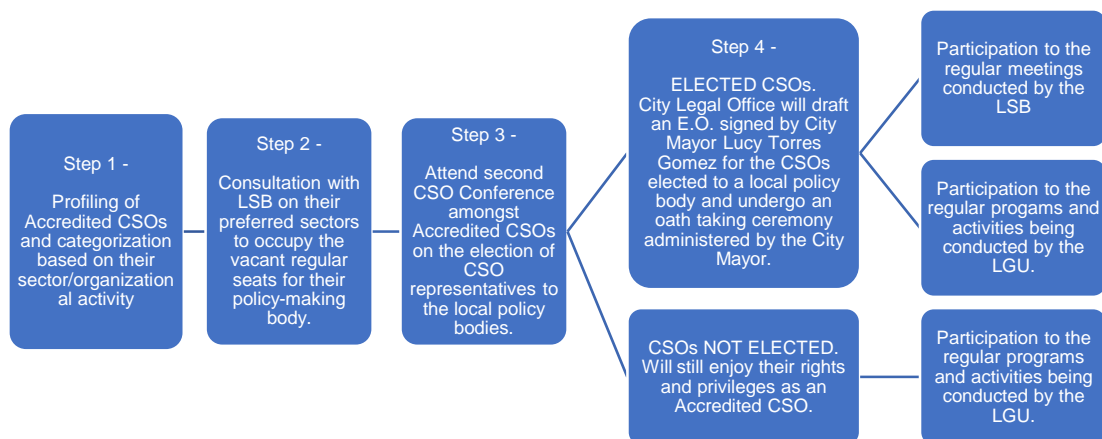 Step 1 -
Profiling of
Accredited CSOs
and categorization
based on their
sector/organization
al activity
Step 2 -
Consultation with
LSB on their
preferred sectors
to occupy the
vacant regular
seats for their
policy-making
body.
Step 3 -
Attend second
CSO Conference
amongst
Accredited CSOs
on the election of
CSO
representatives to
the local policy
bodies.
Step 4 -
ELECTED CSOs.
City Legal Office will draft
an E.O. signed by City
Mayor Lucy Torres
Gomez for the CSOs
elected to a local policy
body and undergo an
oath taking ceremony
administered by the City
Mayor.
Participation to the
regular meetings
conducted by the
LSB
Participation to the
regular progams and
activities being
conducted by the
LGU.
CSOs NOT ELECTED.
Will still enjoy their rights
and privileges as an
Accredited CSO.
Participation to the
regular programs
and activities being
conducted by the
LGU.